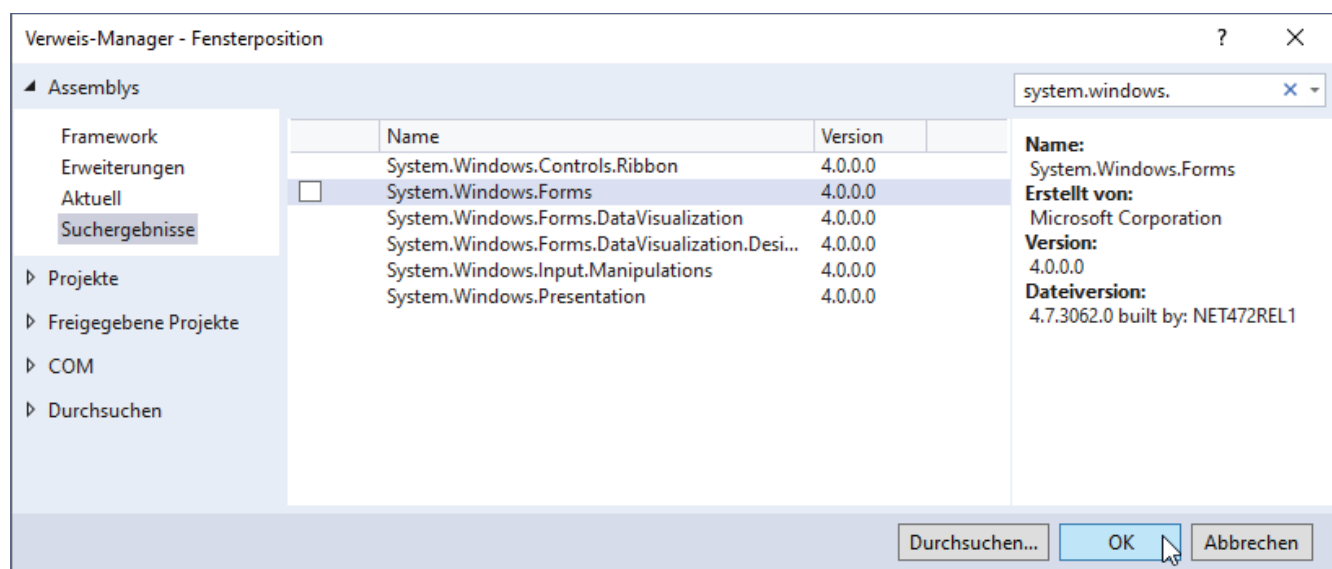 Verweis-Manager - Fensterposition
?
Assemblys
system.windows.
Framework
Erweiterungen
Aktuell
Suchergebnisse
Projekte
Freigegebene Projekte
COM
Durchsuchen
Name Version
System.Windows.Controls.Ribbon 4.0.0.0
System.Windows.Forms 4.0.0.0
System.Windows.Forms.DataVisualization 4.0.0.0
System.Windows.Forms.DataVisualization.Desi... 4.0.0.0
System.Windows.Input.Manipulations 4.0.0.0
System.Windows.Presentation 4.0.0.0
Name:
System.Windows.Forms
Erstellt von:
Microsoft Corporation
Version:
4.0.0.0
Dateiversion:
4.7.3062.0 built by: NET472REL1
Durchsuchen... OK Abbrechen